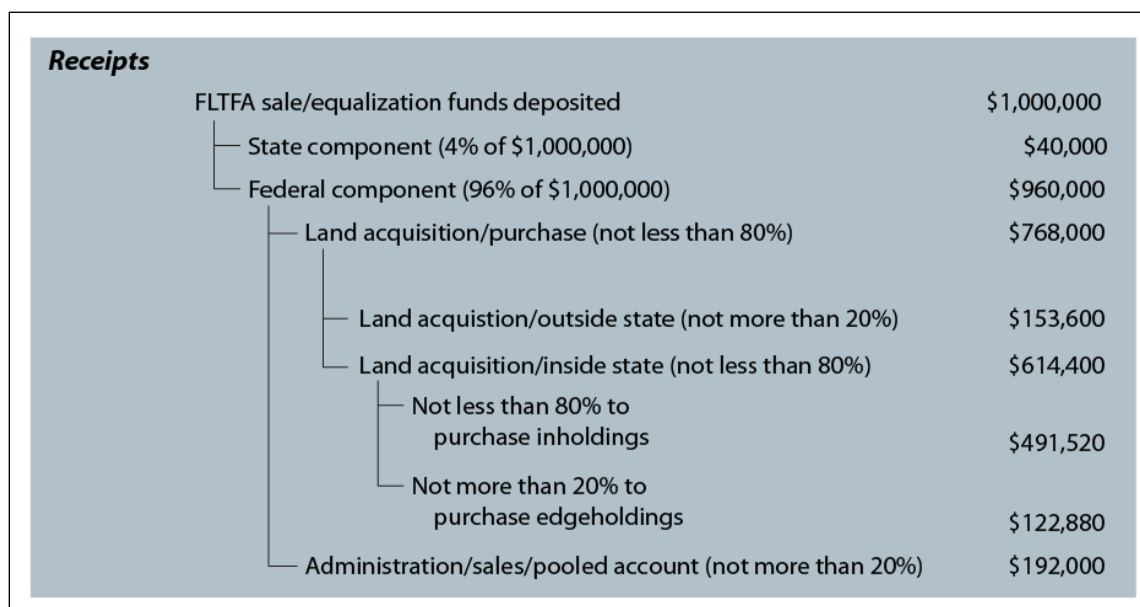 Receipts
FLTFA sale/equalization funds deposited $1,000,000
State component (4% of $1,000,000) $40,000
Federal component (96% of $1,000,000) $960,000
Land acquisition/purchase (not less than 80%) $768,000
Land acquistion/outside state (not more than 20%) $153,600
Land acquisition/inside state (not less than 80%) $614,400
Not less than 80% to
purchase inholdings $491,520
Not more than 20% to
purchase edgeholdings $122,880
Administration/sales/pooled account (not more than 20%) $192,000